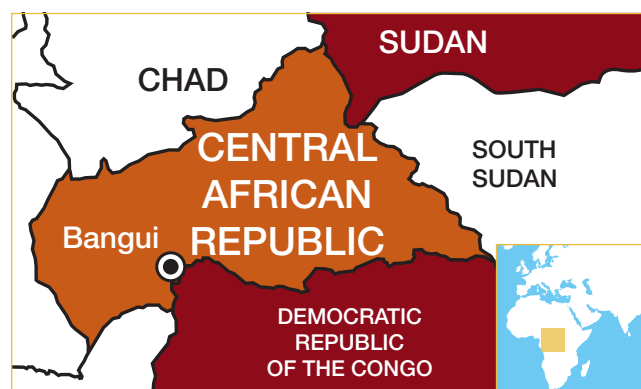 SUDAN
CHAD
CENTRAL
AFRICAN
REPUBLIC
SOUTH
SUDAN
Bangui
DEMOCRATIC
REPUBLIC
OF THE CONGO